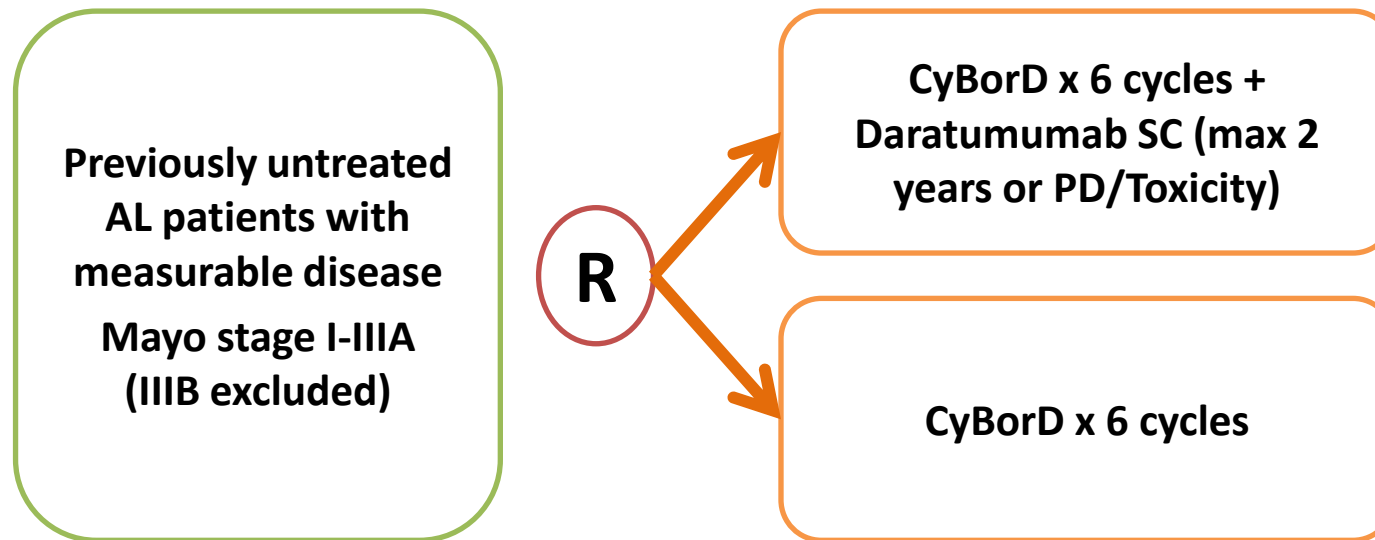 Previously untreated
AL patients with
measurable disease
Mayo stage I-IIIA
(IIIB excluded)
R
CyBorD x 6 cycles +
Daratumumab SC (max 2
years or PD/Toxicity)
CyBorD x 6 cycles